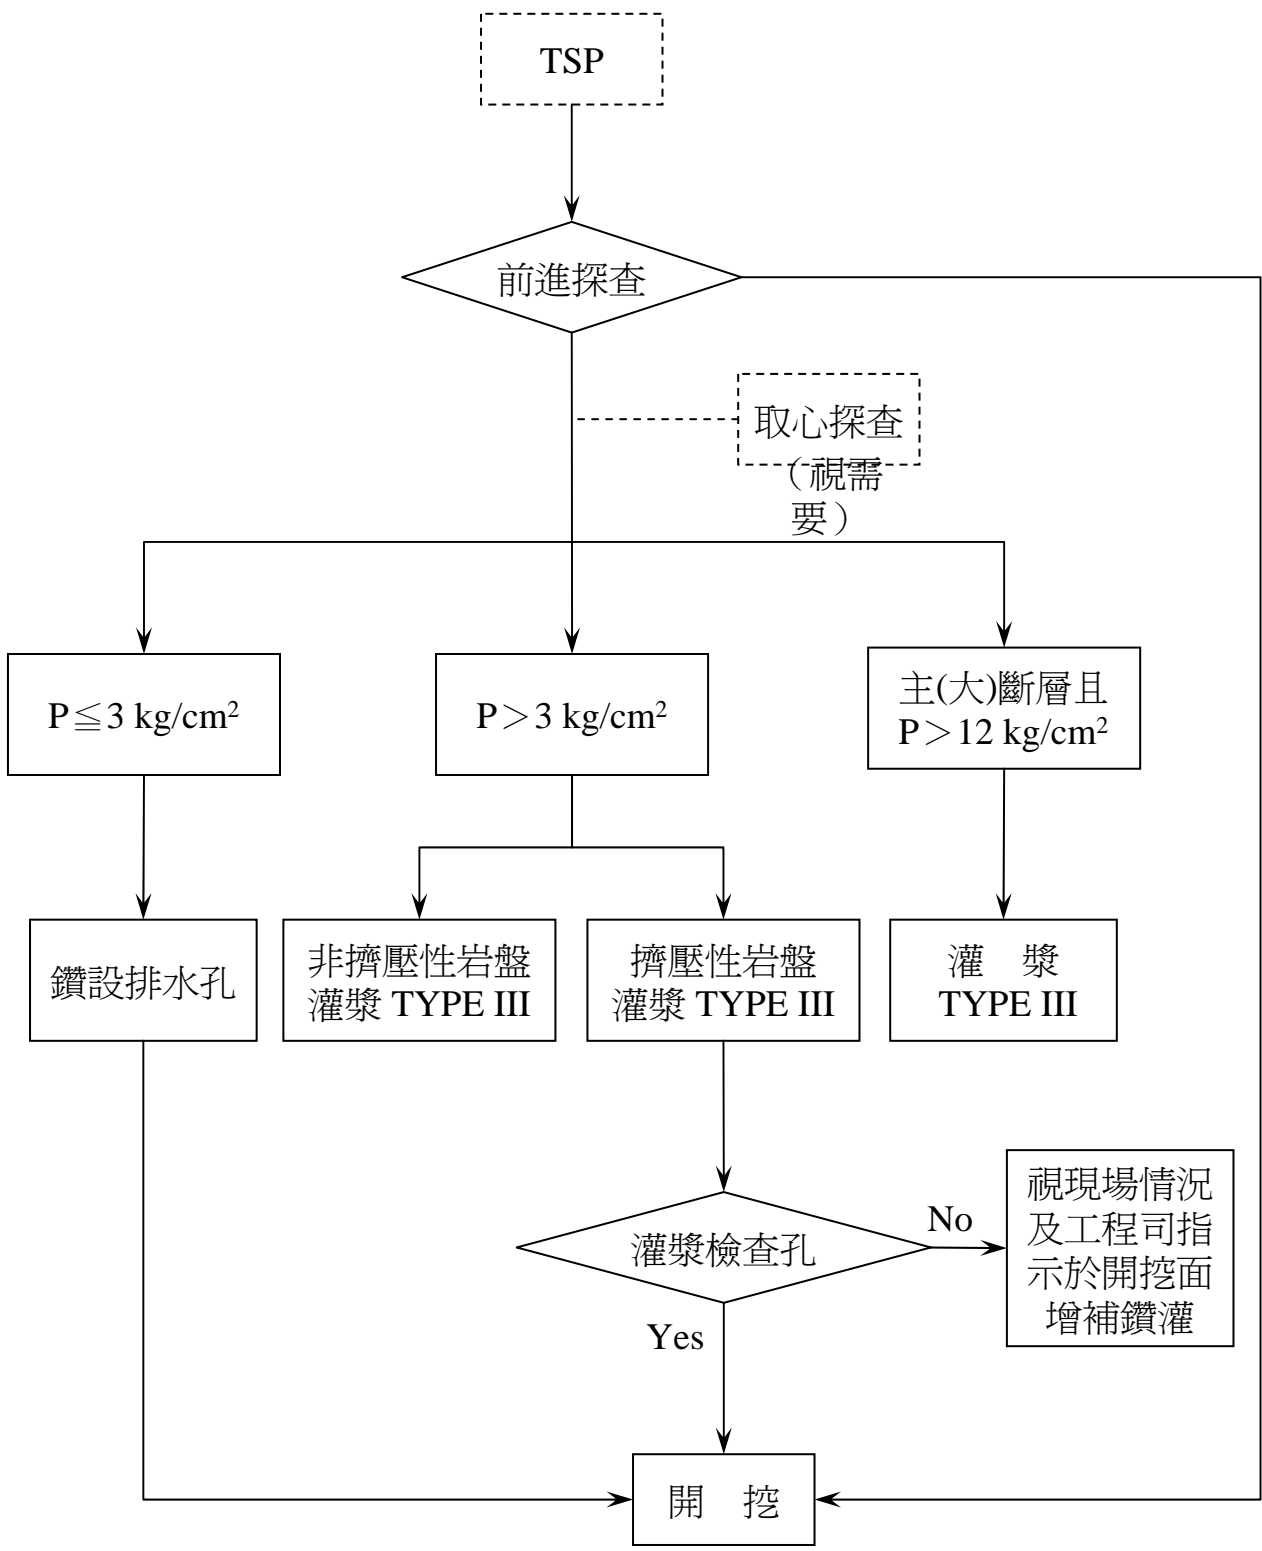 TSP
前進探查
取心探查
（視需
要）
P≦3 kg/cm²
P＞3 kg/cm²
主(大)斷層且
P＞12 kg/cm²
鑽設排水孔
非擠壓性岩盤
灌漿 TYPE III
擠壓性岩盤
灌漿 TYPE III
灌　漿
TYPE III
灌漿檢查孔
No
視現場情況
及工程司指
示於開挖面
增補鑽灌
Yes
開　挖